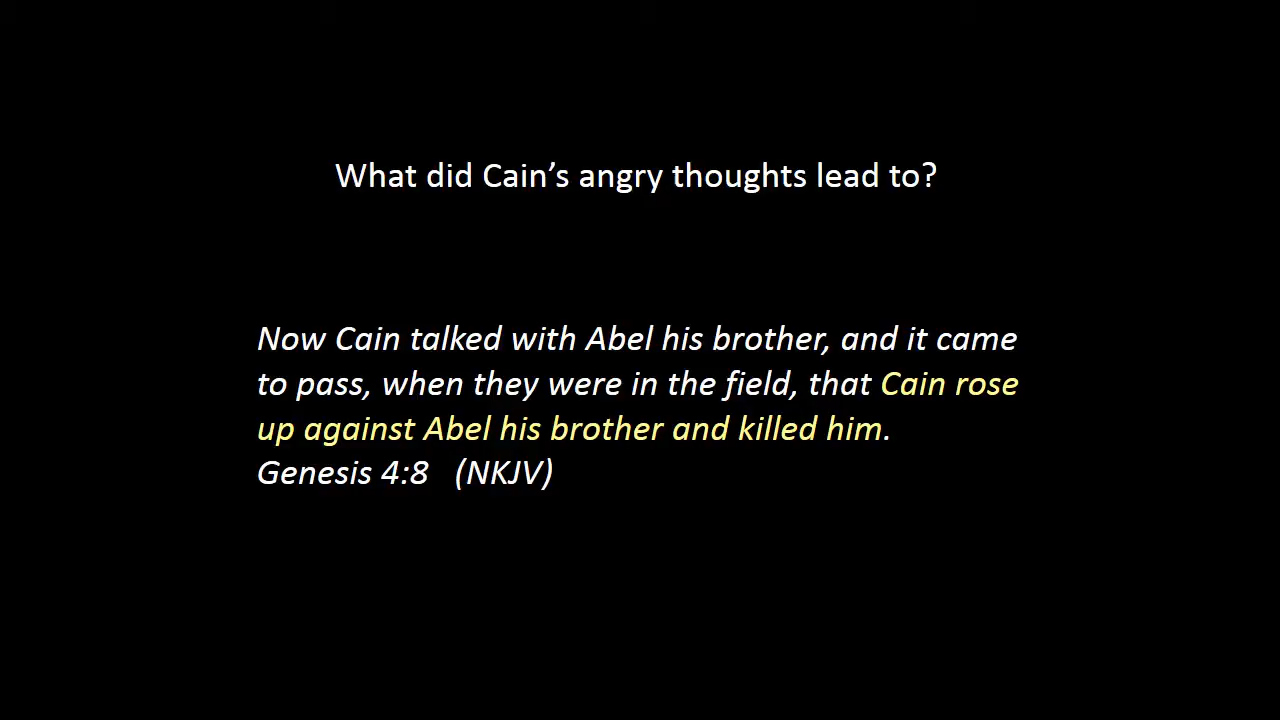 What did Cain’s angry thoughts lead to?
Now Cain talked with Abel his brother, and it came
to pass, when they were in the field, that Cain rose
up against Abel his brother and killed him.
Genesis 4:8   (NKJV)